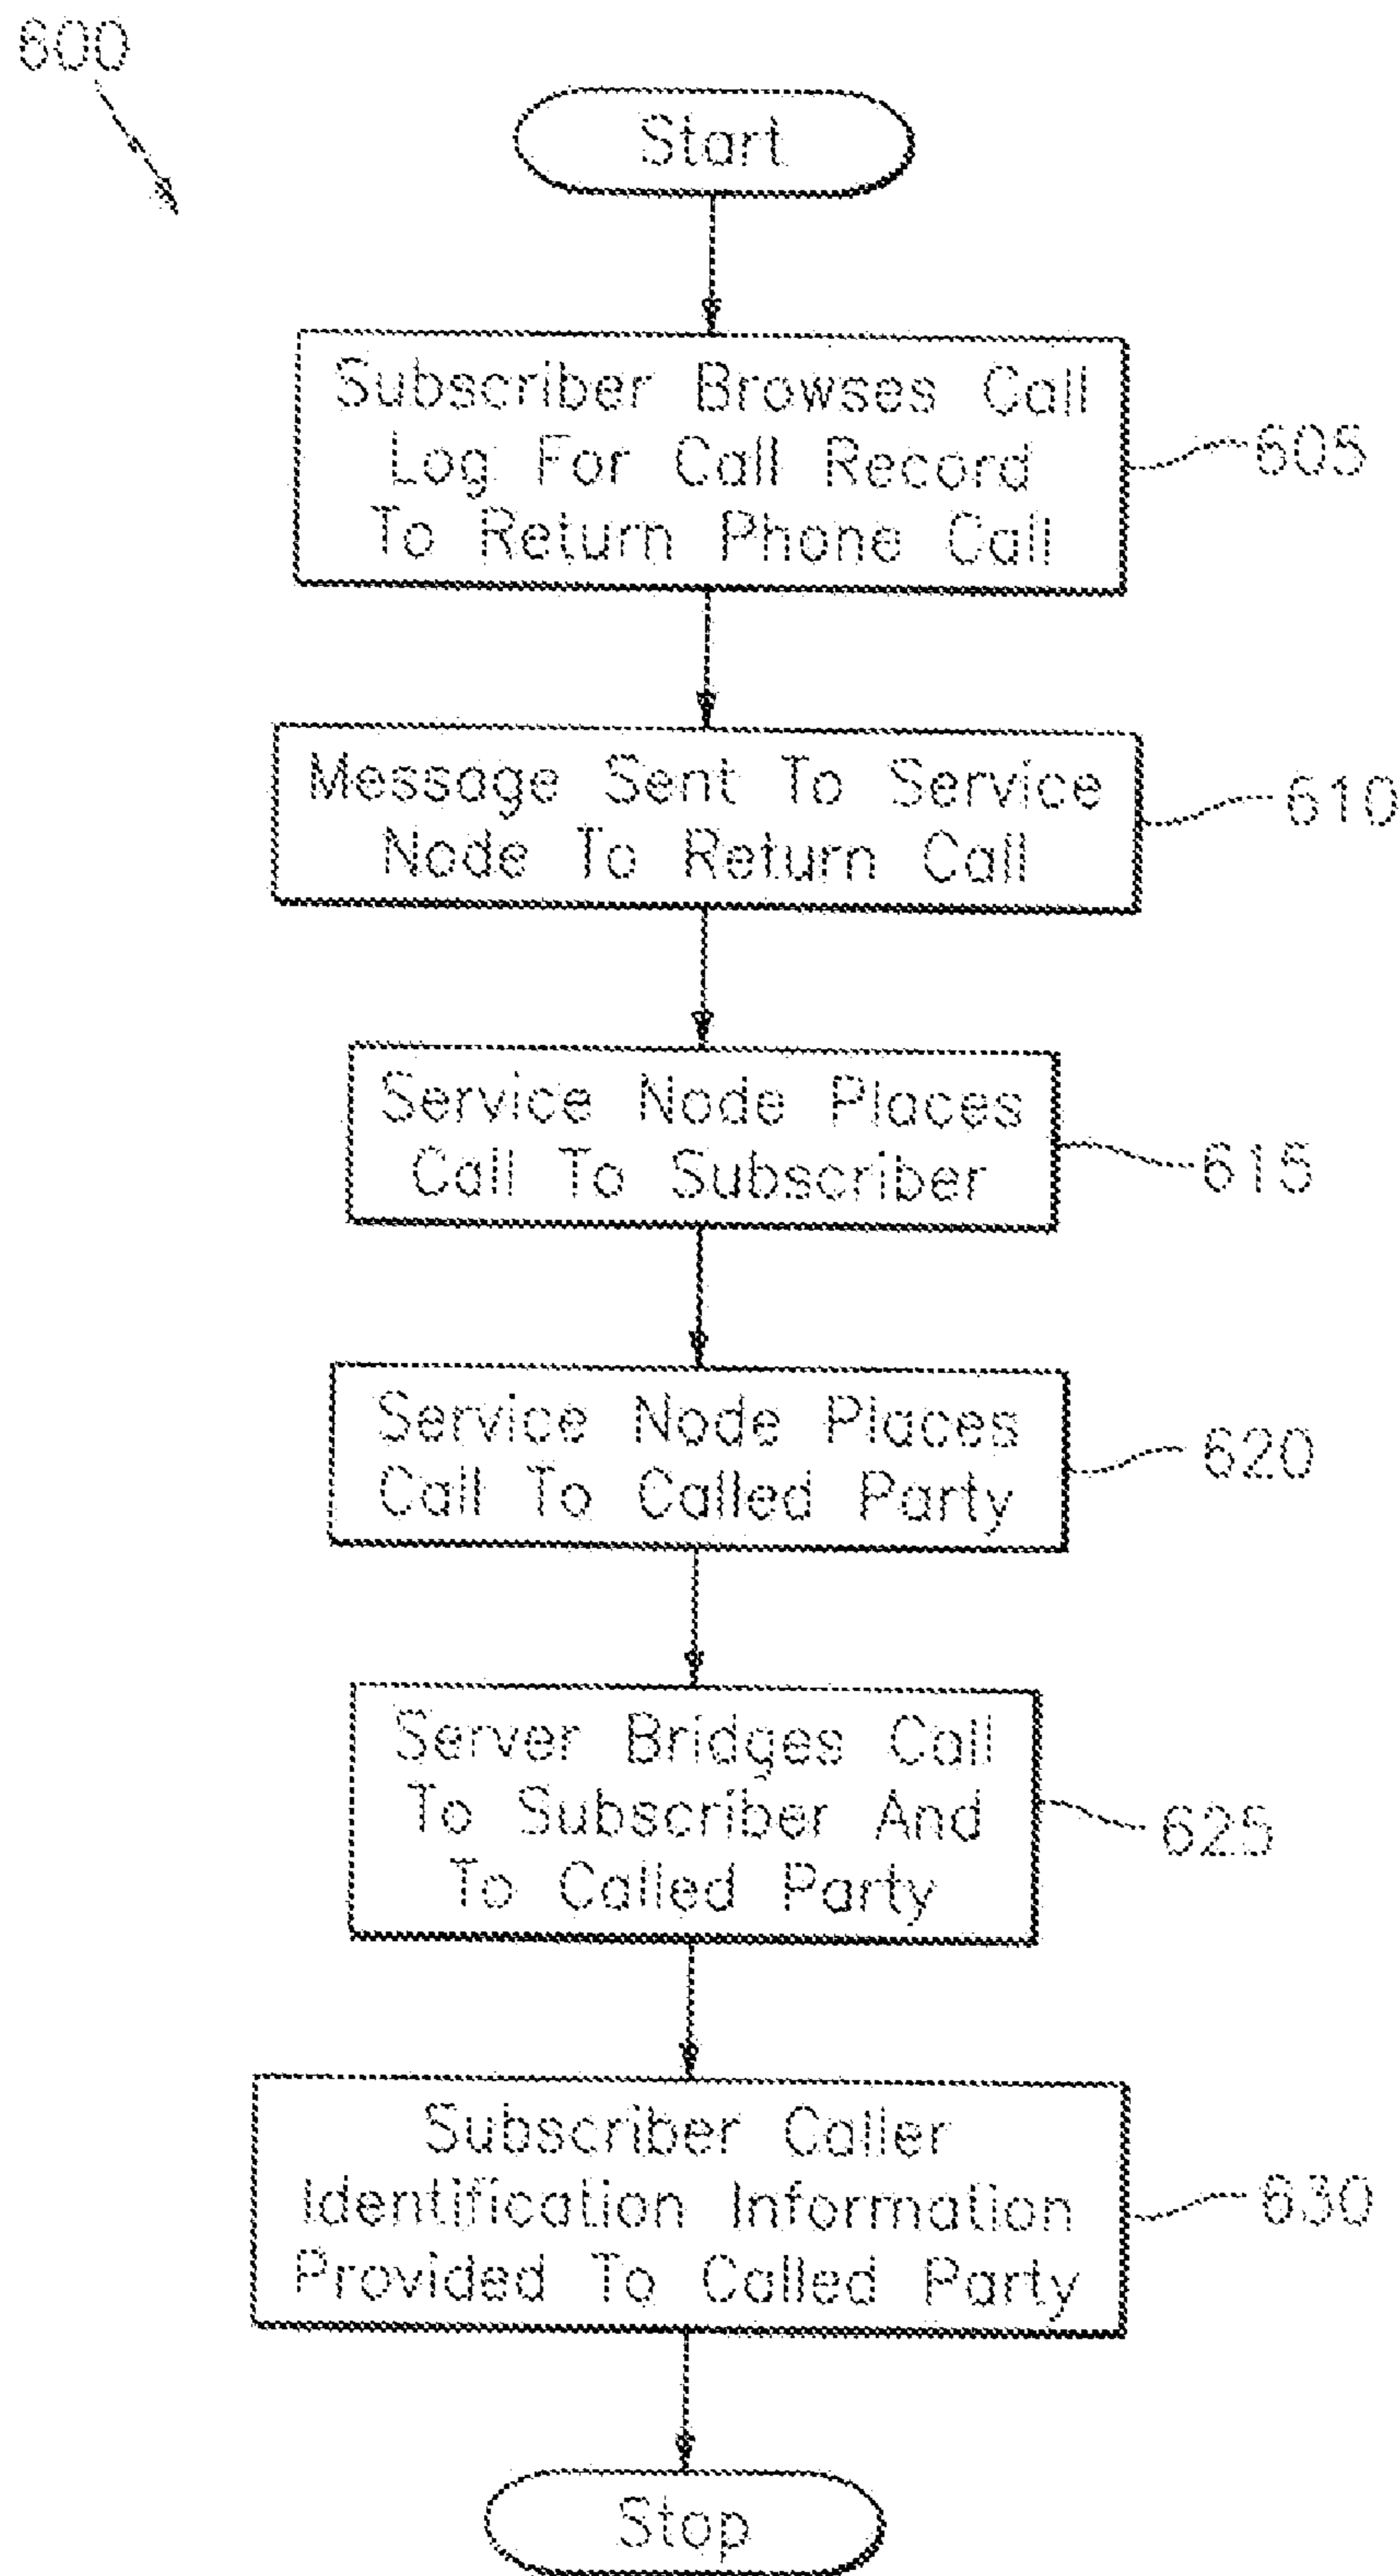 600
Start
Subscriber Browses Call
Log For Call Record
To Return Phone Call
605
Message Sent To Service
Node To Return Call
610
Service Node Places
Call To Subscriber
615
Service Node Places
Call To Called Party
620
Server Bridges Call
To Subscriber And
To Called Party
625
Subscriber Caller
Identification Information
Provided To Called Party
630
Stop